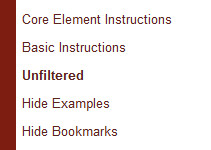 Core Element Instructions
Basic Instructions
Unfiltered
Hide Examples
Hide Bookmarks